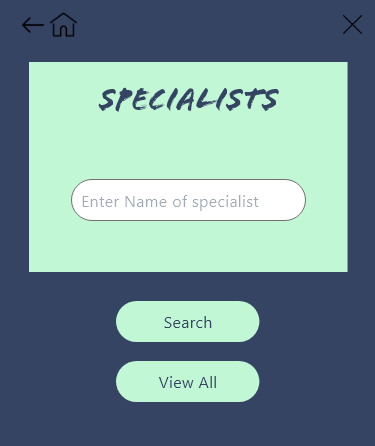 SPECIALISTS
Enter Name of specialist
Search
View All